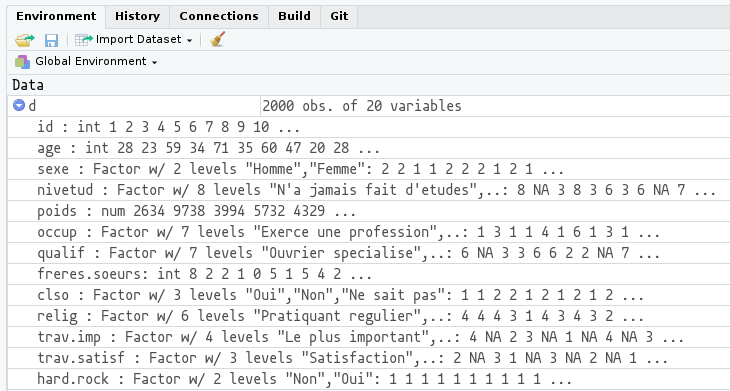 Environment History Connections Build Git
Import Dataset
Global Environment
Data
d 2000 obs. of 20 variables
id : int 1 2 3 4 5 6 7 8 9 10 ...
age : int 28 23 59 34 71 35 60 47 20 28 ...
sexe : Factor w/ 2 levels "Homme","Femme": 2 2 1 1 2 2 2 1 2 1 ...
nivetud : Factor w/ 8 levels "N'a jamais fait d'etudes",..: 8 NA 3 8 3 6 3 6 NA 7 ...
poids : num 2634 9738 3994 5732 4329 ...
occup : Factor w/ 7 levels "Exerce une profession",..: 1 3 1 1 4 1 6 1 3 1 ...
qualif : Factor w/ 7 levels "Ouvrier specialise",..: 6 NA 3 3 6 6 2 2 NA 7 ...
freres.soeurs: int 8 2 2 1 0 5 1 5 4 2 ...
clso : Factor w/ 3 levels "Oui","Non","Ne sait pas": 1 1 2 2 1 2 1 2 1 2 ...
relig : Factor w/ 6 levels "Pratiquant regulier",..: 4 4 4 3 1 4 3 4 3 2 ...
trav.imp : Factor w/ 4 levels "Le plus important",..: 4 NA 2 3 NA 1 NA 4 NA 3 ...
trav.satisf : Factor w/ 3 levels "Satisfaction",..: 2 NA 3 1 NA 3 NA 2 NA 1 ...
hard.rock : Factor w/ 2 levels "Non","Oui": 1 1 1 1 1 1 1 1 1 1 ...